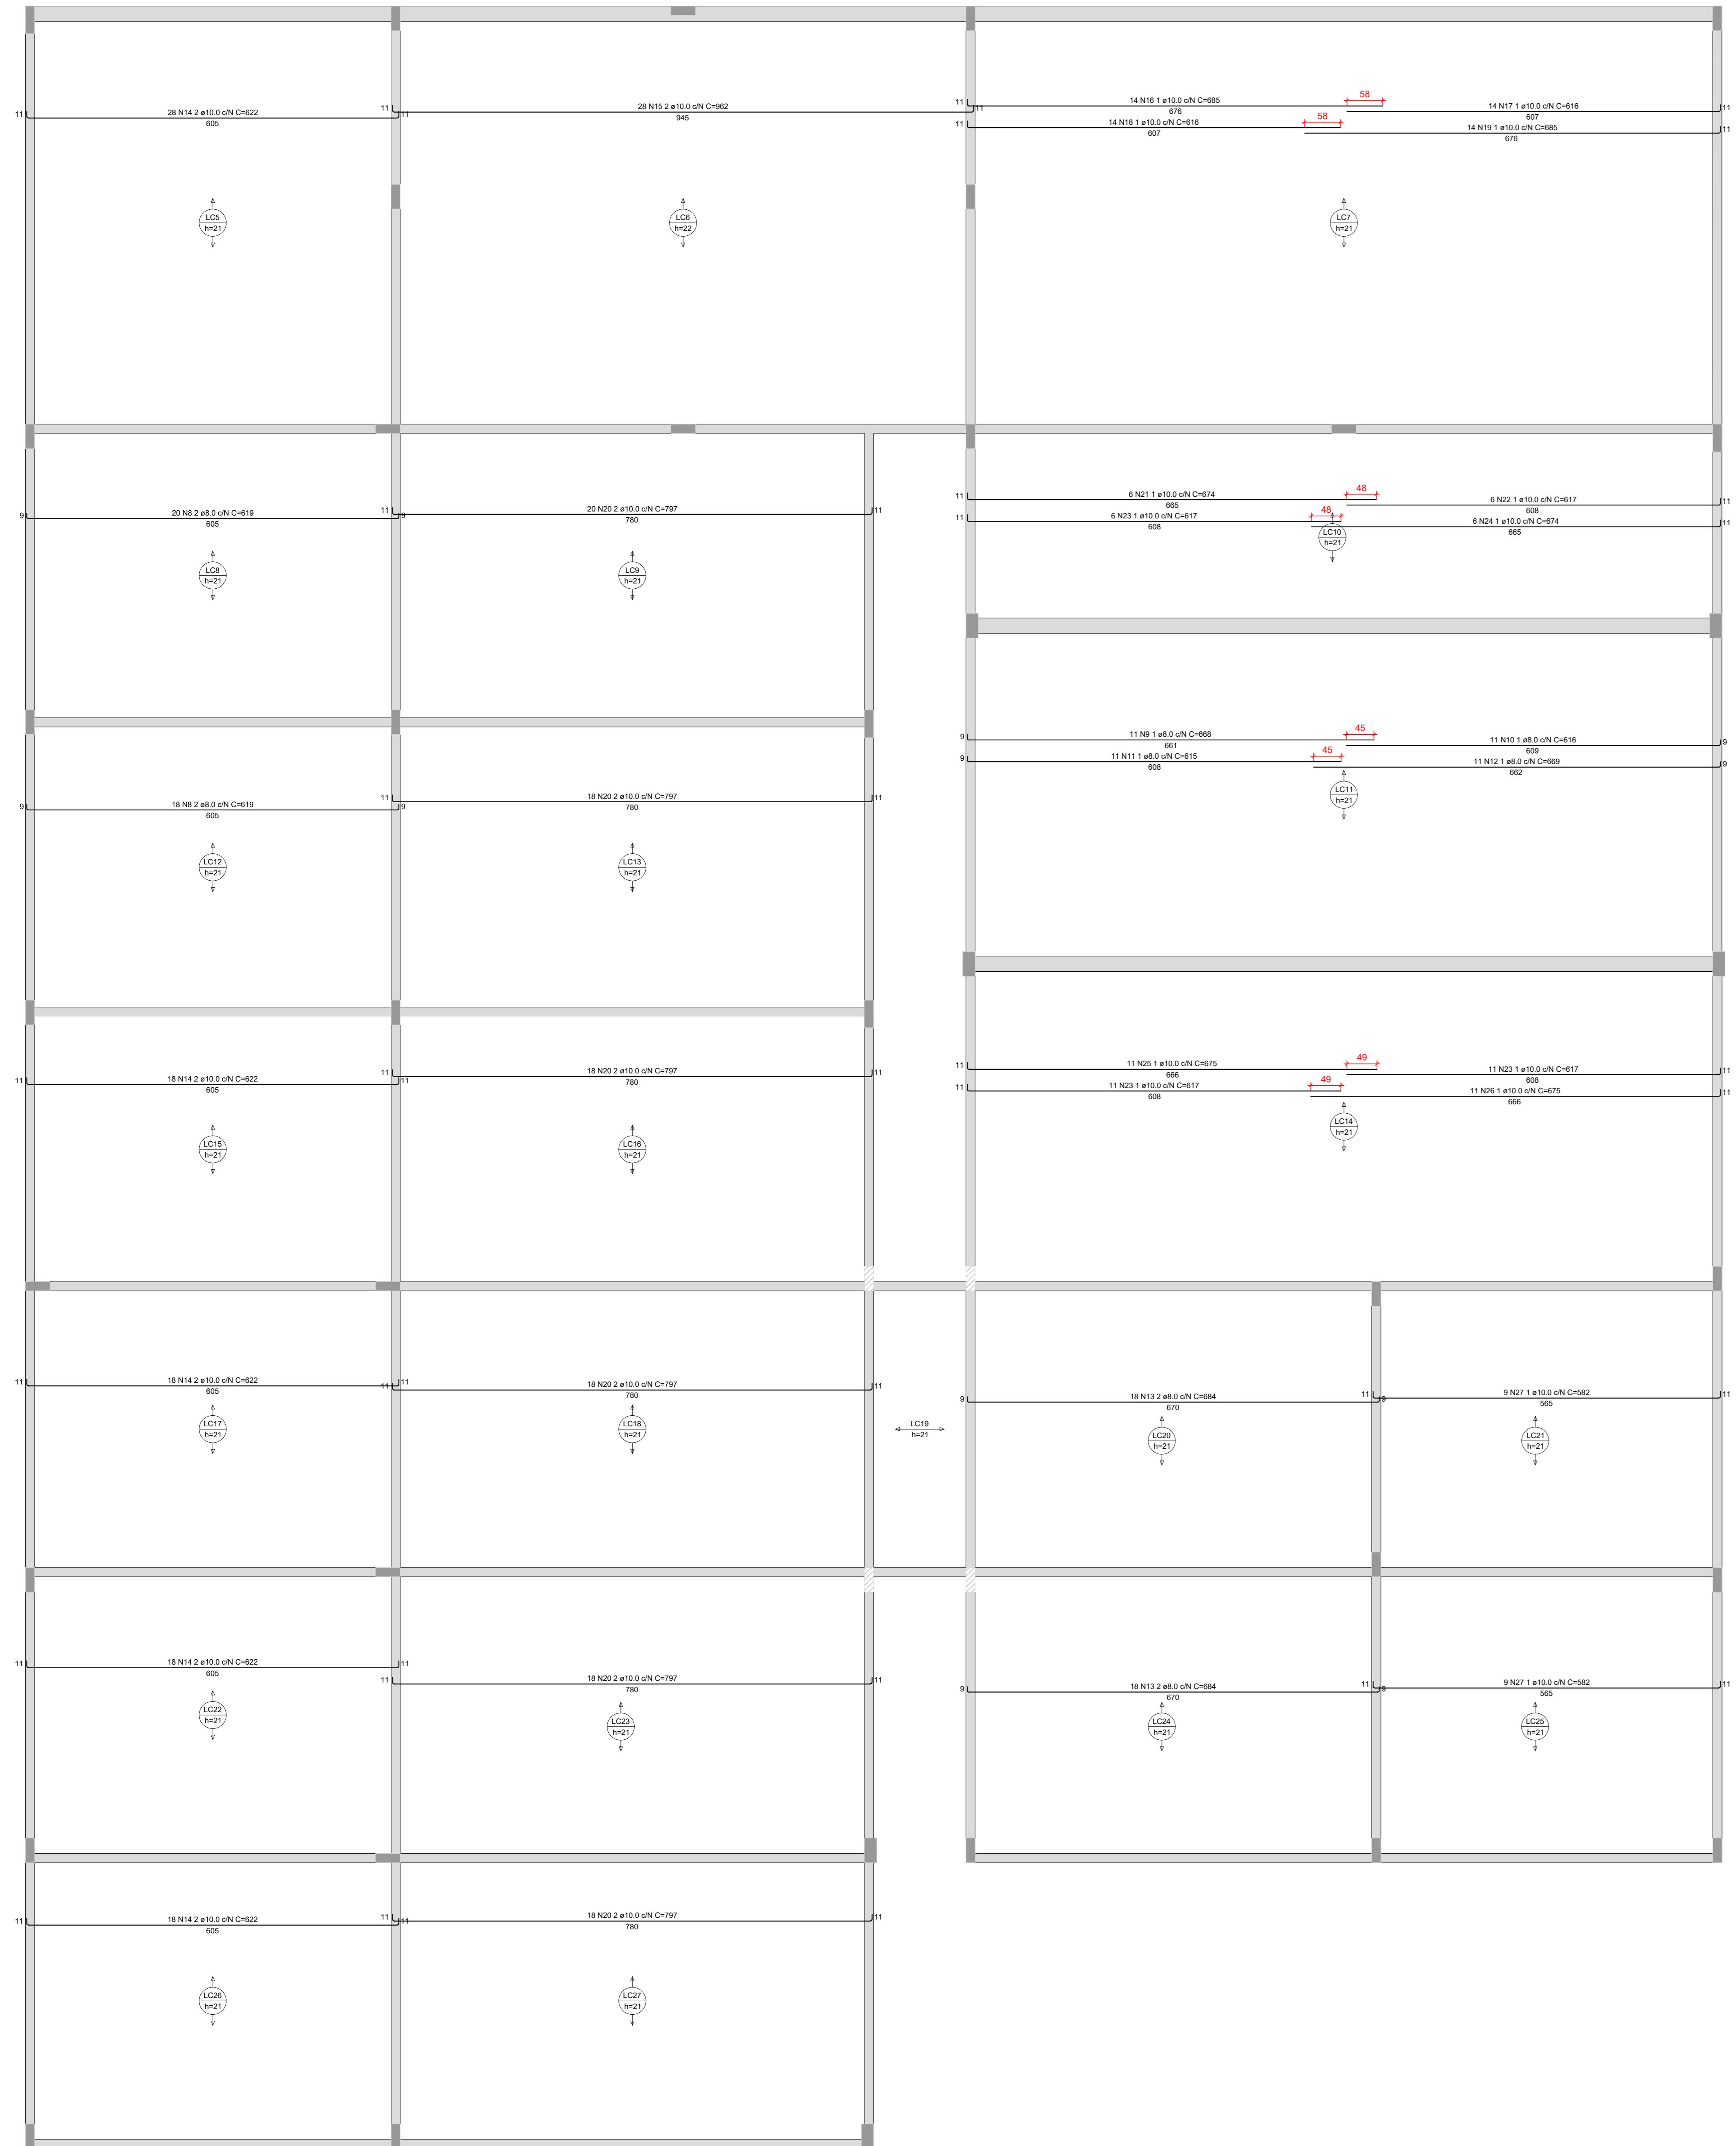 11
28 N14 2 ø10.0 c/N C=622
605
11
11
28 N15 2 ø10.0 c/N C=962
945
11
11
14 N16 1 ø10.0 c/N C=685
676
58
14 N17 1 ø10.0 c/N C=616
607
11
11
14 N18 1 ø10.0 c/N C=616
607
58
14 N19 1 ø10.0 c/N C=685
676
11
LC5
h=21
LC6
h=22
LC7
h=21
9
20 N8 2 ø8.0 c/N C=619
605
9
11
20 N20 2 ø10.0 c/N C=797
780
11
11
6 N21 1 ø10.0 c/N C=674
665
48
6 N22 1 ø10.0 c/N C=617
608
11
11
6 N23 1 ø10.0 c/N C=617
608
48
6 N24 1 ø10.0 c/N C=674
665
11
LC10
h=21
LC8
h=21
LC9
h=21
9
11 N9 1 ø8.0 c/N C=668
661
45
11 N10 1 ø8.0 c/N C=616
609
9
9
11 N11 1 ø8.0 c/N C=615
608
45
11 N12 1 ø8.0 c/N C=669
662
9
LC11
h=21
9
18 N8 2 ø8.0 c/N C=619
605
9
11
18 N20 2 ø10.0 c/N C=797
780
11
LC12
h=21
LC13
h=21
11
18 N14 2 ø10.0 c/N C=622
605
11
11
18 N20 2 ø10.0 c/N C=797
780
11
11
11 N25 1 ø10.0 c/N C=675
666
49
11 N23 1 ø10.0 c/N C=617
608
11
11
11 N23 1 ø10.0 c/N C=617
608
49
11 N26 1 ø10.0 c/N C=675
666
11
LC15
h=21
LC16
h=21
LC14
h=21
11
18 N14 2 ø10.0 c/N C=622
605
11
11
18 N20 2 ø10.0 c/N C=797
780
11
9
18 N13 2 ø8.0 c/N C=684
670
9
11
9 N27 1 ø10.0 c/N C=582
565
11
LC17
h=21
LC18
h=21
LC19
h=21
LC20
h=21
LC21
h=21
11
18 N14 2 ø10.0 c/N C=622
605
11
11
18 N20 2 ø10.0 c/N C=797
780
11
9
18 N13 2 ø8.0 c/N C=684
670
9
11
9 N27 1 ø10.0 c/N C=582
565
11
LC22
h=21
LC23
h=21
LC24
h=21
LC25
h=21
11
18 N14 2 ø10.0 c/N C=622
605
11
11
18 N20 2 ø10.0 c/N C=797
780
11
LC26
h=21
LC27
h=21